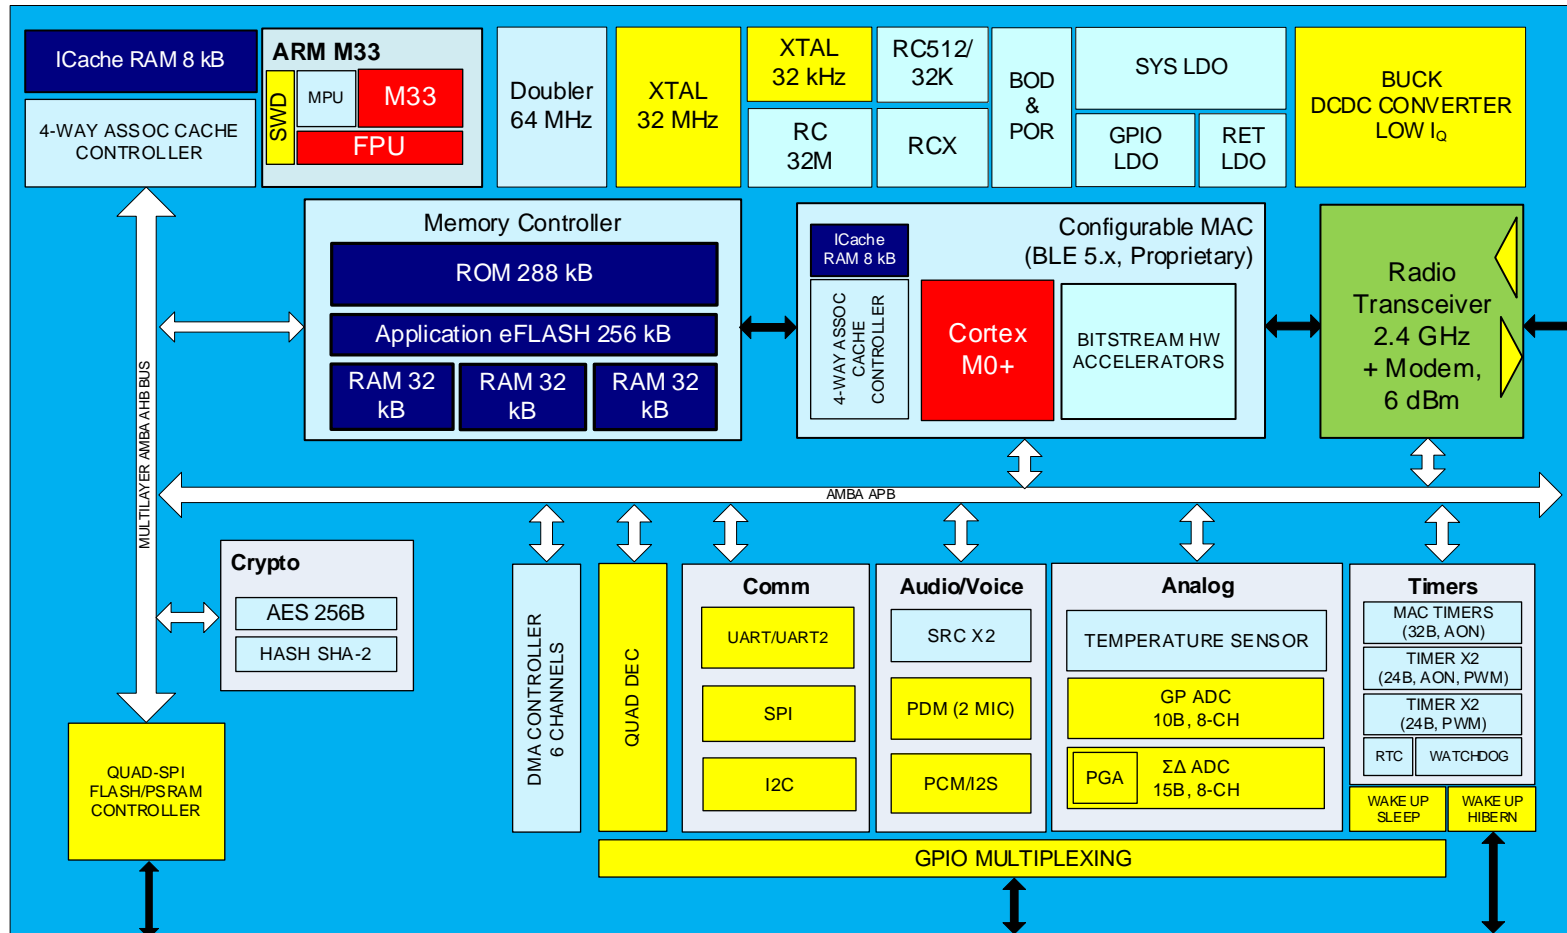 ICache RAM 8 kB
4-WAY ASSOC CACHE
CONTROLLER
ARM M33
SWD
MPU
M33
FPU
Doubler
64 MHz
XTAL
32 MHz
XTAL
32 kHz
RC
32M
RC512/
32K
RCX
BOD
&
POR
SYS LDO
GPIO
LDO
RET
LDO
BUCK
DCDC CONVERTER
LOW IQ
Memory Controller
ROM 288 kB
Application eFLASH 256 kB
RAM 32
kB
RAM 32
kB
RAM 32
kB
Configurable MAC
(BLE 5.x, Proprietary)
ICache
RAM 8 kB
4-WAY ASSOC
CACHE
CONTROLLER
Cortex
M0+
BITSTREAM HW
ACCELERATORS
Radio
Transceiver
2.4 GHz
+ Modem,
6 dBm
MULTILAYER AMBA AHB BUS
AMBA APB
Crypto
AES 256B
HASH SHA-2
QUAD-SPI
FLASH/PSRAM
CONTROLLER
DMA CONTROLLER
6 CHANNELS
QUAD DEC
Comm
UART/UART2
SPI
I2C
Audio/Voice
SRC X2
PDM (2 MIC)
PCM/I2S
Analog
TEMPERATURE SENSOR
GP ADC
10B, 8-CH
PGA
ΣΔ ADC
15B, 8-CH
Timers
MAC TIMERS
(32B, AON)
TIMER X2
(24B, AON, PWM)
TIMER X2
(24B, PWM)
RTC
WATCHDOG
WAKE UP
SLEEP
WAKE UP
HIBERN
GPIO MULTIPLEXING